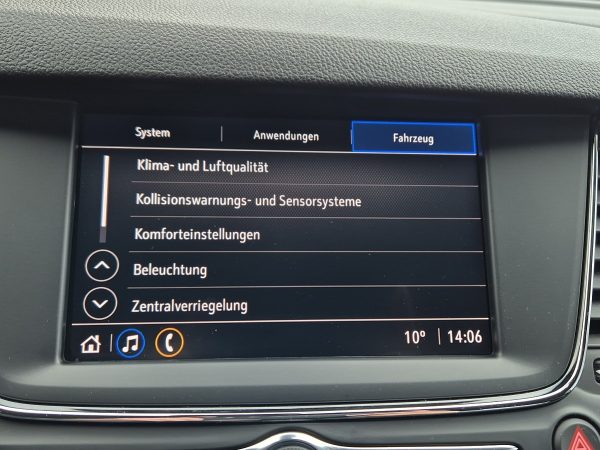 System Anwendungen Fahrzeug
Klima- und Luftqualität
Kollisionswarnungs- und Sensorsysteme
Komforteinstellungen
Beleuchtung
Zentralverriegelung
10° 14:06